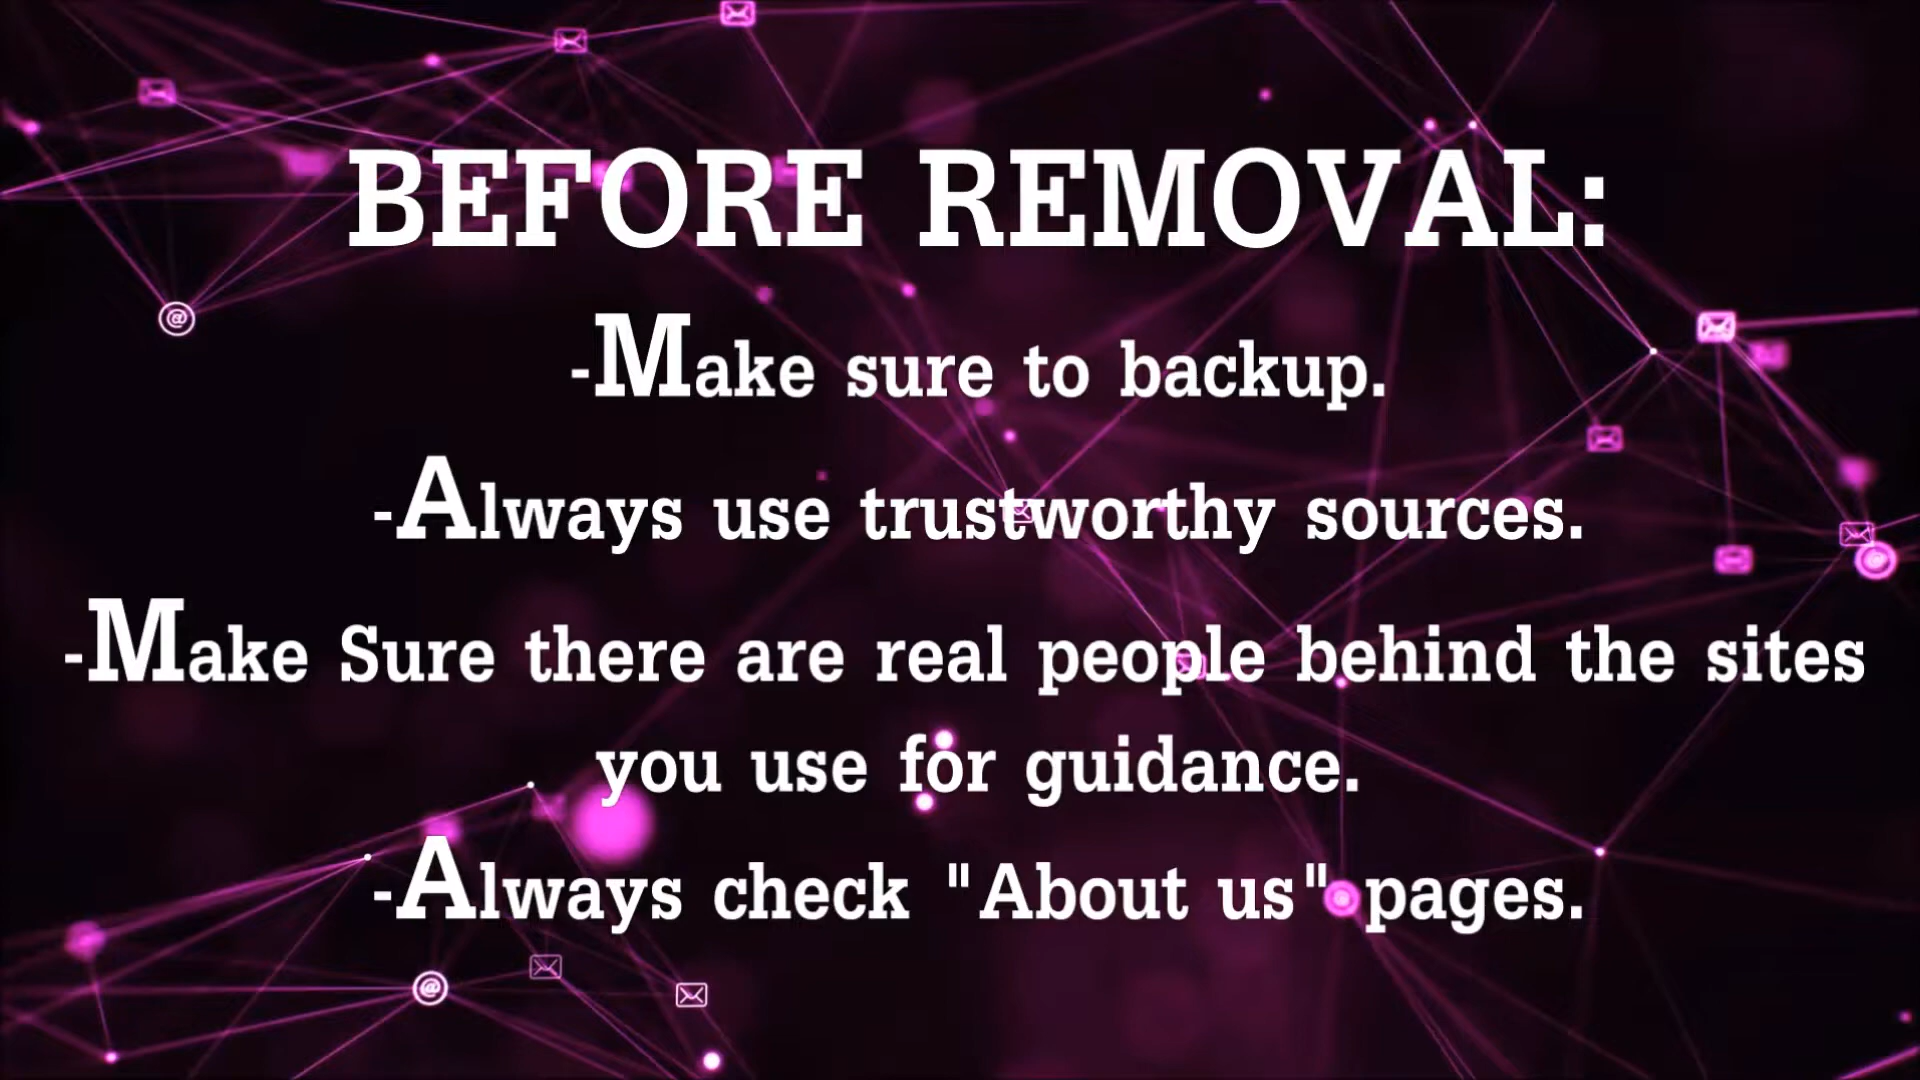 BEFORE REMOVAL:
-Make sure to backup.
-Always use trustworthy sources.
-Make Sure there are real people behind the sites
you use for guidance.
-Always check "About us" pages.